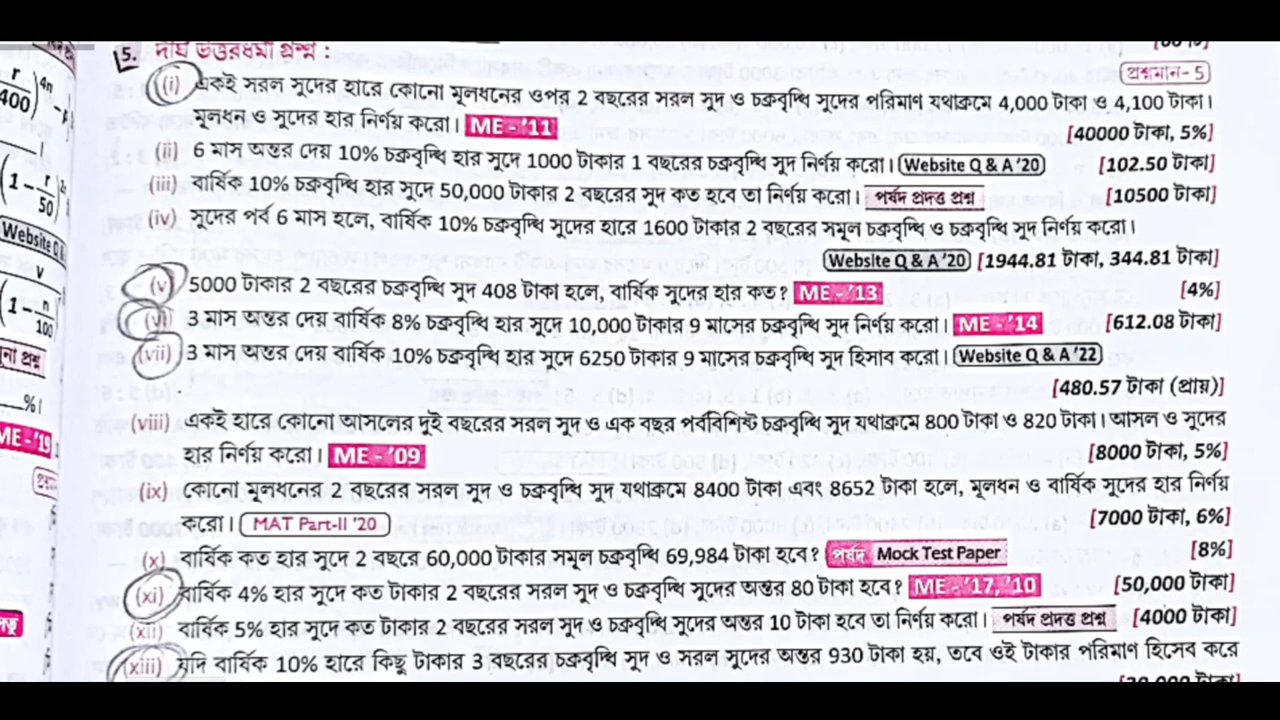 5. দীর্ঘ উত্তরধর্মী প্রশ্ন :
প্রশ্নমান- 5
(i) একই সরল সুদের হারে কোনো মূলধনের ওপর 2 বছরের সরল সুদ ও চক্রবৃদ্ধি সুদের পরিমাণ যথাক্রমে 4,000 টাকা ও 4,100 টাকা।
মূলধন ও সুদের হার নির্ণয় করো। ME - '11 [40000 টাকা, 5%]
(ii) 6 মাস অন্তর দেয় 10% চক্রবৃদ্ধি হার সুদে 1000 টাকার 1 বছরের চক্রবৃদ্ধি সুদ নির্ণয় করো। Website Q & A '20 [102.50 টাকা]
(iii) বার্ষিক 10% চক্রবৃদ্ধি হার সুদে 50,000 টাকার 2 বছরের সুদ কত হবে তা নির্ণয় করো। পর্ষদ প্রদত্ত প্রশ্ন [10500 টাকা]
(iv) সুদের পর্ব 6 মাস হলে, বার্ষিক 10% চক্রবৃদ্ধি সুদের হারে 1600 টাকার 2 বছরের সমূল চক্রবৃদ্ধি ও চক্রবৃদ্ধি সুদ নির্ণয় করো।
Website Q & A '20 [1944.81 টাকা, 344.81 টাকা]
(v) 5000 টাকার 2 বছরের চক্রবৃদ্ধি সুদ 408 টাকা হলে, বার্ষিক সুদের হার কত? ME - '13 [4%]
(vi) 3 মাস অন্তর দেয় বার্ষিক 8% চক্রবৃদ্ধি হার সুদে 10,000 টাকার 9 মাসের চক্রবৃদ্ধি সুদ নির্ণয় করো। ME - '14 [612.08 টাকা]
(vii) 3 মাস অন্তর দেয় বার্ষিক 10% চক্রবৃদ্ধি হার সুদে 6250 টাকার 9 মাসের চক্রবৃদ্ধি সুদ হিসাব করো। Website Q & A '22
[480.57 টাকা (প্রায়)]
(viii) একই হারে কোনো আসলের দুই বছরের সরল সুদ ও এক বছর পর্ববিশিষ্ট চক্রবৃদ্ধি সুদ যথাক্রমে 800 টাকা ও 820 টাকা। আসল ও সুদের
হার নির্ণয় করো। ME - '09 [8000 টাকা, 5%]
(ix) কোনো মূলধনের 2 বছরের সরল সুদ ও চক্রবৃদ্ধি সুদ যথাক্রমে 8400 টাকা এবং 8652 টাকা হলে, মূলধন ও বার্ষিক সুদের হার নির্ণয়
করো। MAT Part-II '20 [7000 টাকা, 6%]
(x) বার্ষিক কত হার সুদে 2 বছরে 60,000 টাকার সমূল চক্রবৃদ্ধি 69,984 টাকা হবে? পর্ষদ Mock Test Paper [8%]
(xi) বার্ষিক 4% হার সুদে কত টাকার 2 বছরের সরল সুদ ও চক্রবৃদ্ধি সুদের অন্তর 80 টাকা হবে? ME - '17, '10 [50,000 টাকা]
(xii) বার্ষিক 5% হার সুদে কত টাকার 2 বছরের সরল সুদ ও চক্রবৃদ্ধি সুদের অন্তর 10 টাকা হবে তা নির্ণয় করো। পর্ষদ প্রদত্ত প্রশ্ন [4000 টাকা]
(xiii) যদি বার্ষিক 10% হারে কিছু টাকার 3 বছরের চক্রবৃদ্ধি সুদ ও সরল সুদের অন্তর 930 টাকা হয়, তবে ওই টাকার পরিমাণ হিসেব করে